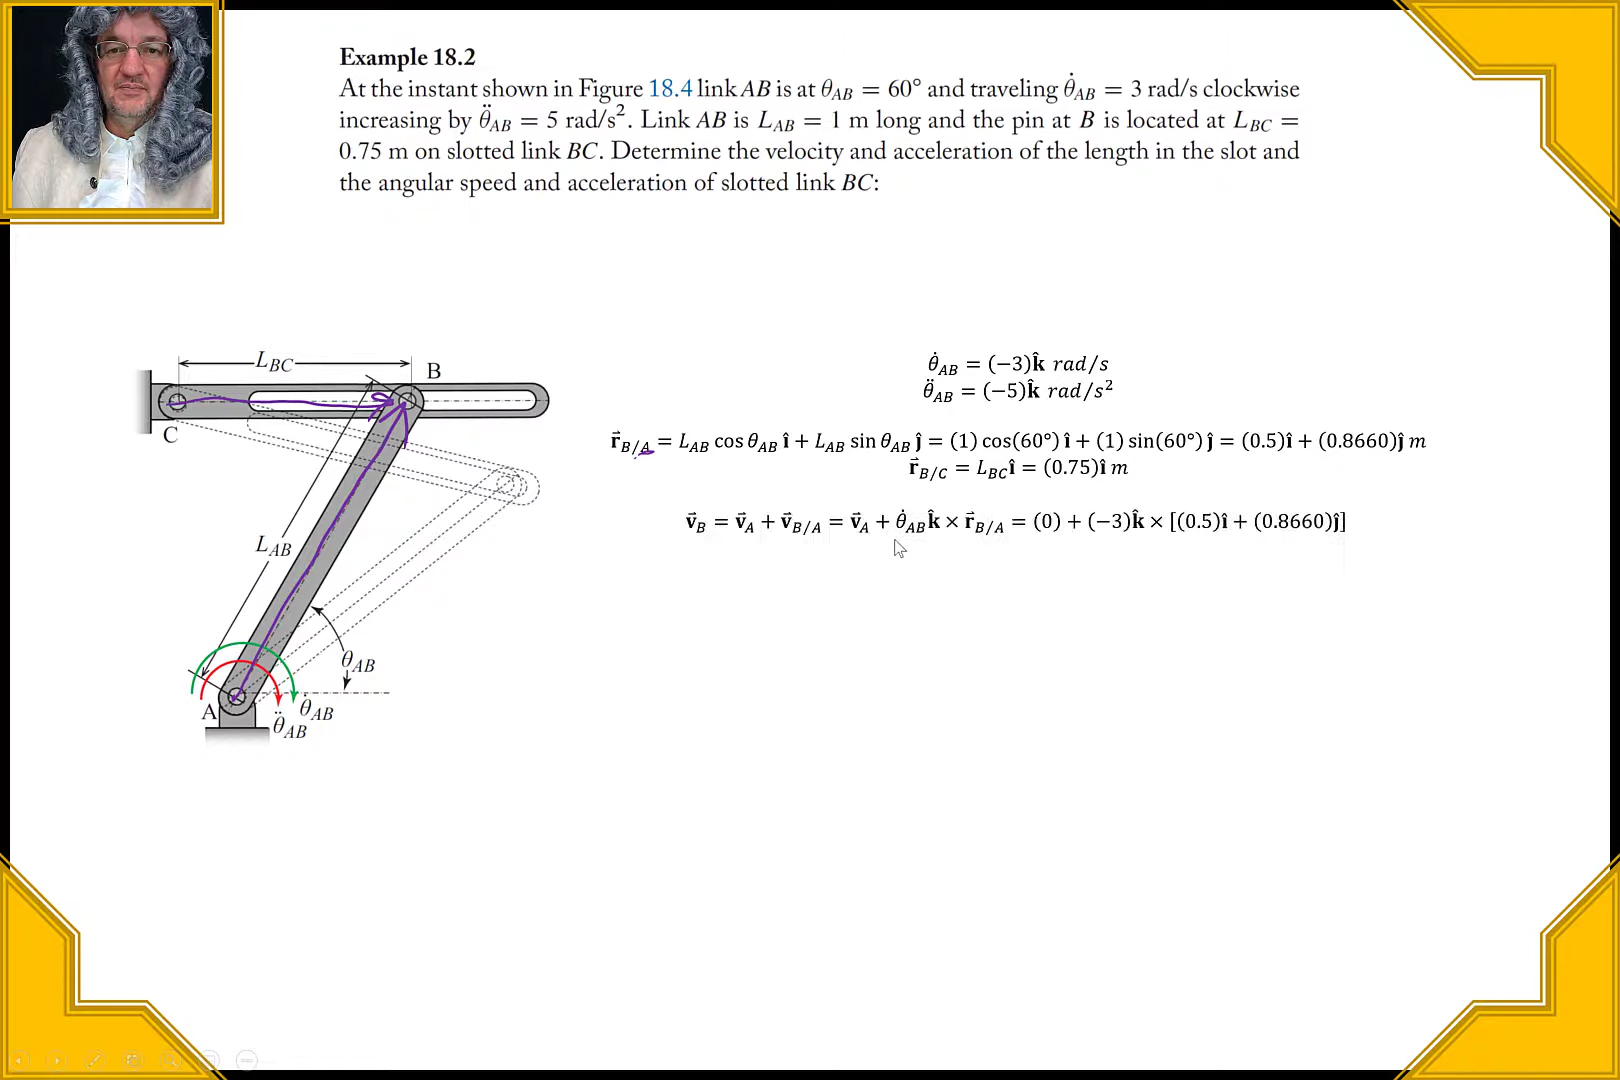 Example 18.2
At the instant shown in Figure 18.4 link AB is at θ_AB = 60° and traveling θ̇_AB = 3 rad/s clockwise
increasing by θ̈_AB = 5 rad/s². Link AB is L_AB = 1 m long and the pin at B is located at L_BC =
0.75 m on slotted link BC. Determine the velocity and acceleration of the length in the slot and
the angular speed and acceleration of slotted link BC:
L_BC
B
C
L_AB
θ_AB
A
θ̇_AB
θ̈_AB
θ̇_AB = (−3)k̂ rad/s
θ̈_AB = (−5)k̂ rad/s²
r⃗_B/A = L_AB cos θ_AB î + L_AB sin θ_AB ĵ = (1) cos(60°) î + (1) sin(60°) ĵ = (0.5)î + (0.8660)ĵ m
r⃗_B/C = L_BC î = (0.75)î m
v⃗_B = v⃗_A + v⃗_B/A = v⃗_A + θ̇_AB k̂ × r⃗_B/A = (0) + (−3)k̂ × [(0.5)î + (0.8660)ĵ]